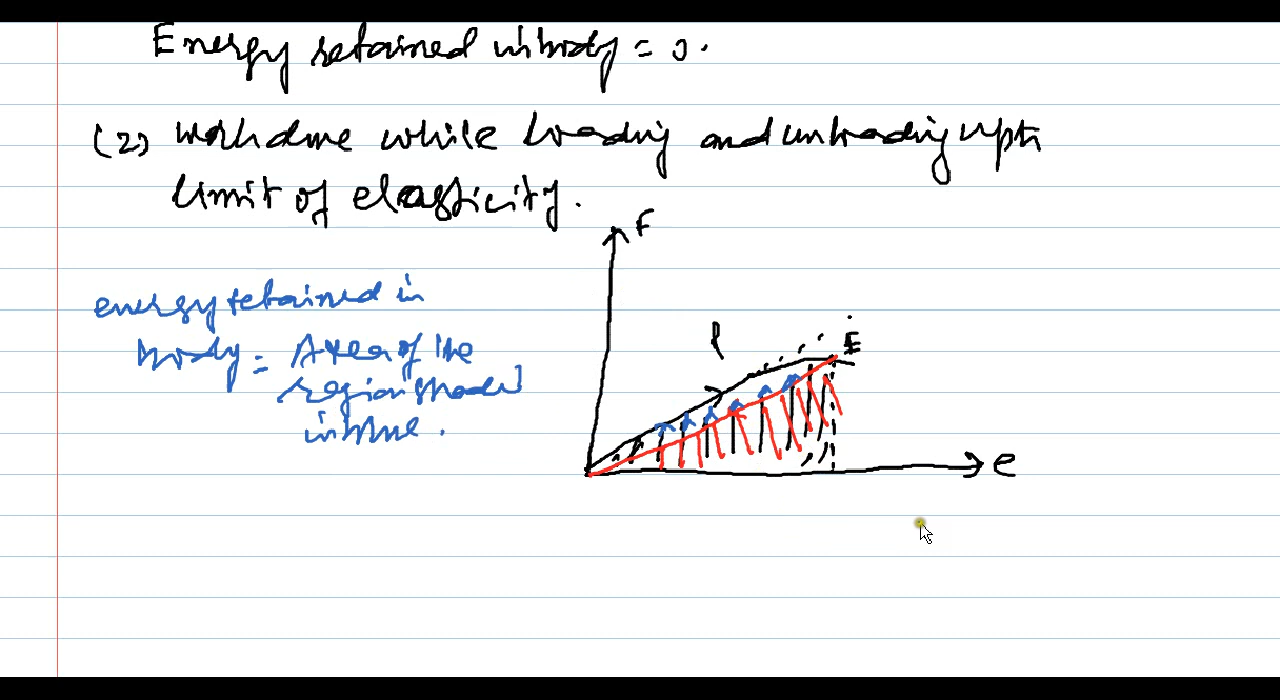 Energy retained in body = 0.
(2) Work done while loading and unloading upto
limit of elasticity.
F
energy retained in
body = Area of the
region shaded
in blue.
P
E
e